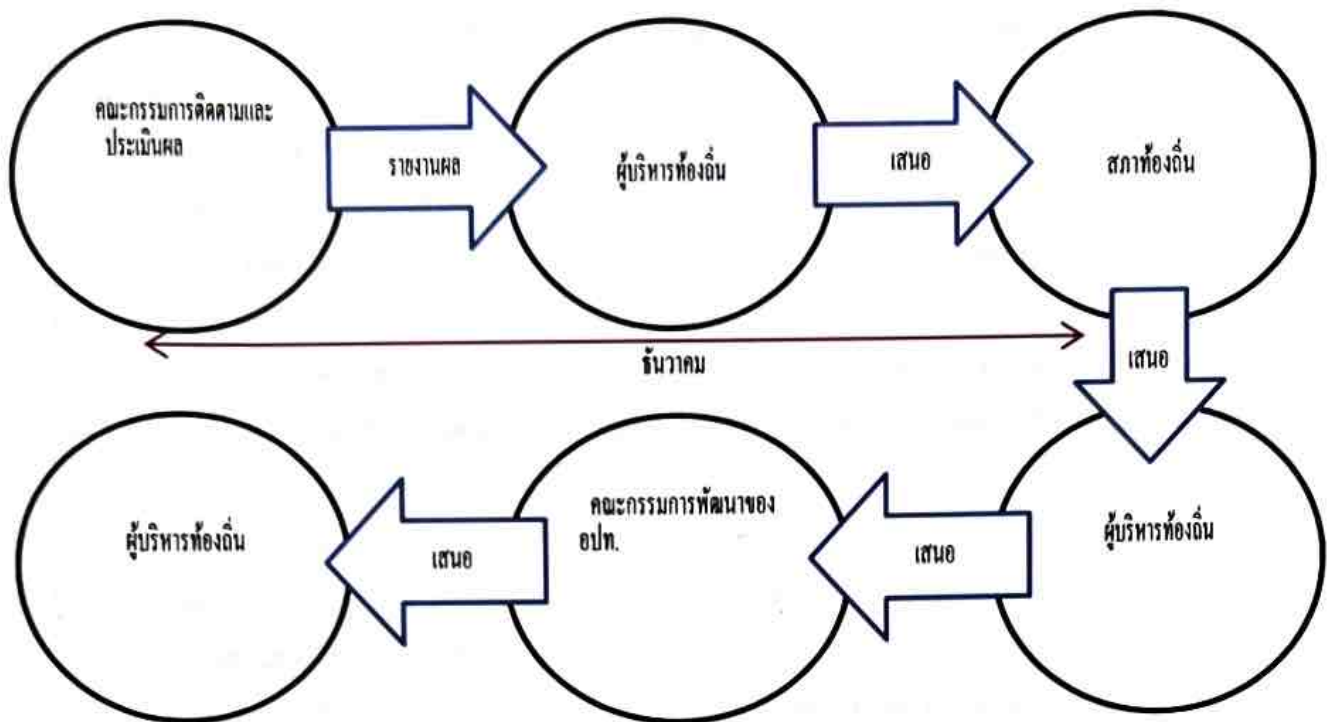 คณะกรรมการติดตามและ
ประเมินผล
รายงานผล
ผู้บริหารท้องถิ่น
เสนอ
สภาท้องถิ่น
ธันวาคม
เสนอ
ผู้บริหารท้องถิ่น
เสนอ
คณะกรรมการพัฒนาของ
อปท.
เสนอ
ผู้บริหารท้องถิ่น